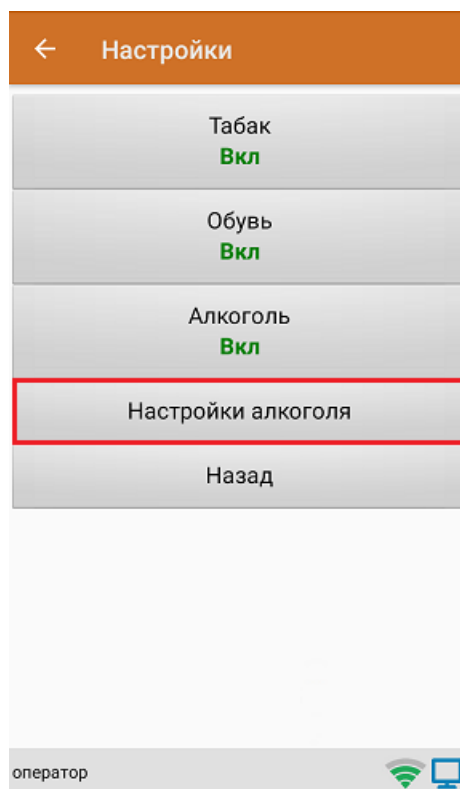 Настройки
Табак
Вкл
Обувь
Вкл
Алкоголь
Вкл
Настройки алкоголя
Назад
оператор